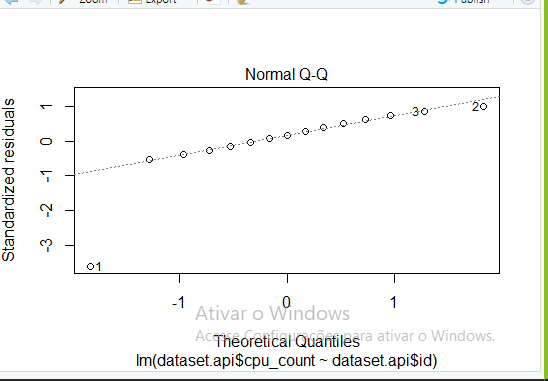 Zoom Export Publish
Normal Q-Q
Standardized residuals
1
0
-1
-2
-3
1
3
2
-1 0 1
Ativar o Windows
Theoretical Quantiles
Acesse Configurações para ativar o Windows.
lm(dataset.api$cpu_count ~ dataset.api$id)